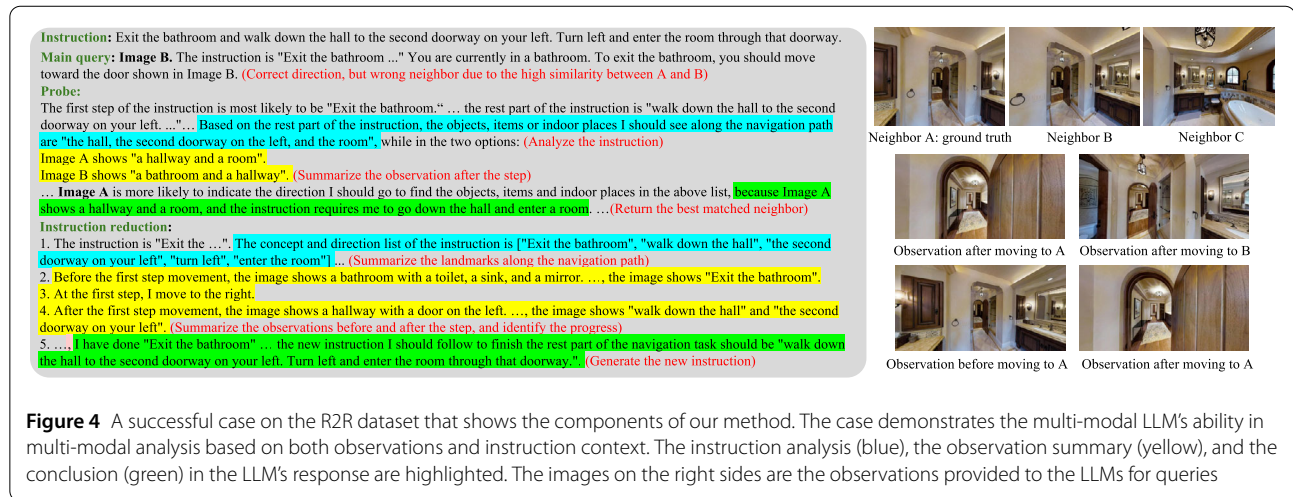 Instruction: Exit the bathroom and walk down the hall to the second doorway on your left. Turn left and enter the room through that doorway.
Main query: Image B. The instruction is "Exit the bathroom ..." You are currently in a bathroom. To exit the bathroom, you should move
toward the door shown in Image B. (Correct direction, but wrong neighbor due to the high similarity between A and B)
Probe:
The first step of the instruction is most likely to be "Exit the bathroom.“ … the rest part of the instruction is "walk down the hall to the second
doorway on your left. ..."… Based on the rest part of the instruction, the objects, items or indoor places I should see along the navigation path
are "the hall, the second doorway on the left, and the room", while in the two options: (Analyze the instruction)
Image A shows "a hallway and a room".
Image B shows "a bathroom and a hallway". (Summarize the observation after the step)
… Image A is more likely to indicate the direction I should go to find the objects, items and indoor places in the above list, because Image A
shows a hallway and a room, and the instruction requires me to go down the hall and enter a room. …(Return the best matched neighbor)
Instruction reduction:
1. The instruction is "Exit the …". The concept and direction list of the instruction is ["Exit the bathroom", "walk down the hall", "the second
doorway on your left", "turn left", "enter the room"] ... (Summarize the landmarks along the navigation path)
2. Before the first step movement, the image shows a bathroom with a toilet, a sink, and a mirror. …, the image shows "Exit the bathroom".
3. At the first step, I move to the right.
4. After the first step movement, the image shows a hallway with a door on the left. …, the image shows "walk down the hall" and "the second
doorway on your left". (Summarize the observations before and after the step, and identify the progress)
5. …, I have done "Exit the bathroom" … the new instruction I should follow to finish the rest part of the navigation task should be "walk down
the hall to the second doorway on your left. Turn left and enter the room through that doorway.". (Generate the new instruction)
Neighbor A: ground truth
Neighbor B
Neighbor C
Observation after moving to A
Observation after moving to B
Observation before moving to A
Observation after moving to A
Figure 4 A successful case on the R2R dataset that shows the components of our method. The case demonstrates the multi-modal LLM's ability in
multi-modal analysis based on both observations and instruction context. The instruction analysis (blue), the observation summary (yellow), and the
conclusion (green) in the LLM's response are highlighted. The images on the right sides are the observations provided to the LLMs for queries